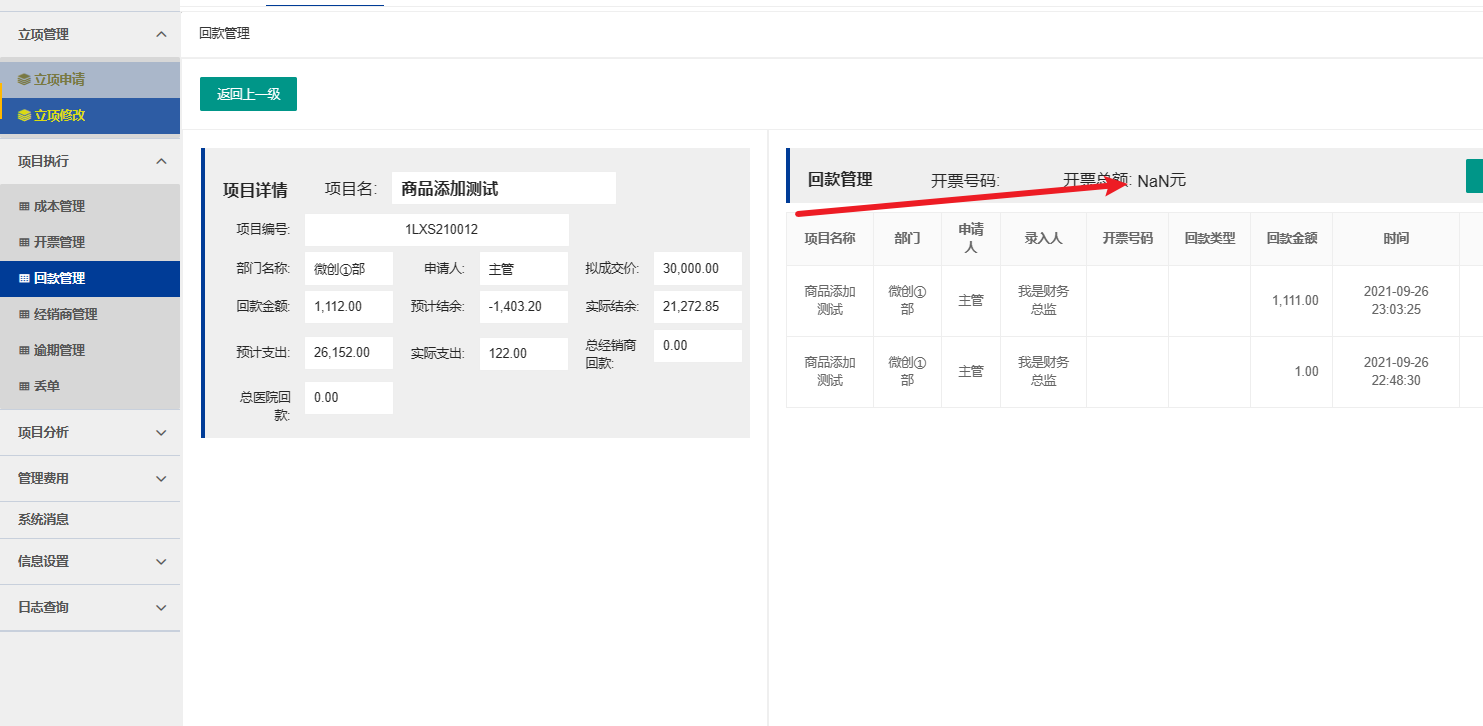 立项管理
立项申请
立项修改
项目执行
成本管理
开票管理
回款管理
经销商管理
逾期管理
丢单
项目分析
管理费用
系统消息
信息设置
日志查询
回款管理
返回上一级
项目详情 项目名: 商品添加测试
项目编号: 1LXS210012
部门名称: 微创①部 申请人: 主管 拟成交价: 30,000.00
回款金额: 1,112.00 预计结余: -1,403.20 实际结余: 21,272.85
预计支出: 26,152.00 实际支出: 122.00 总经销商
回款: 0.00
总医院回
款: 0.00
回款管理 开票号码: 开票总额: NaN元
项目名称 部门 申请
人 录入人 开票号码 回款类型 回款金额 时间
商品添加
测试 微创①
部 主管 我是财务
总监 1,111.00 2021-09-26
23:03:25
商品添加
测试 微创①
部 主管 我是财务
总监 1.00 2021-09-26
22:48:30